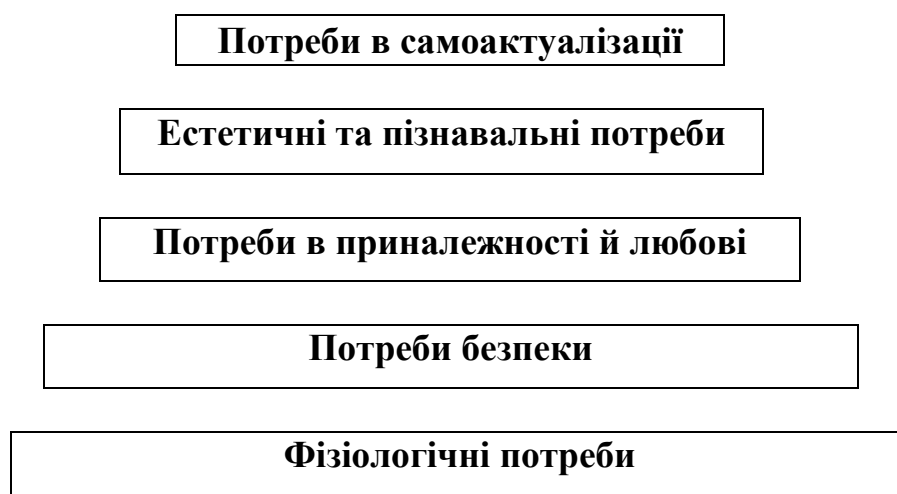 Потреби в самоактуалізації
Естетичні та пізнавальні потреби
Потреби в приналежності й любові
Потреби безпеки
Фізіологічні потреби